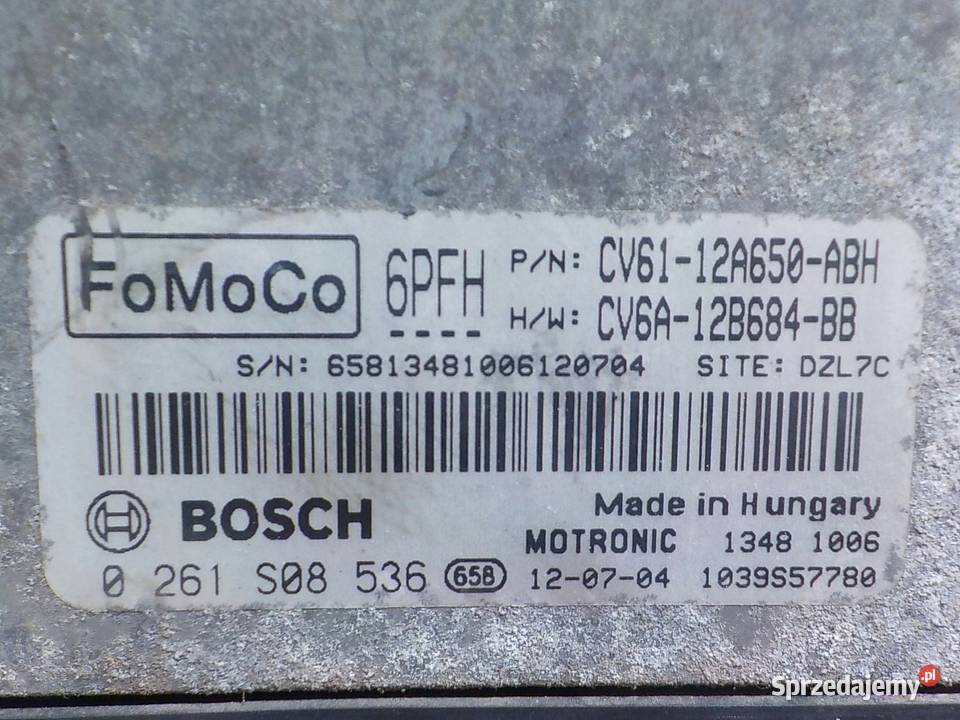 FoMoCo 6PFH P/N: CV61-12A650-ABH
H/W: CV6A-12B684-BB
S/N: 65813481006120704 SITE: DZL7C
BOSCH Made in Hungary
MOTRONIC 1348 1006
0 261 S08 536 658 12-07-04 1039S57780
Sprzedajemy.pl